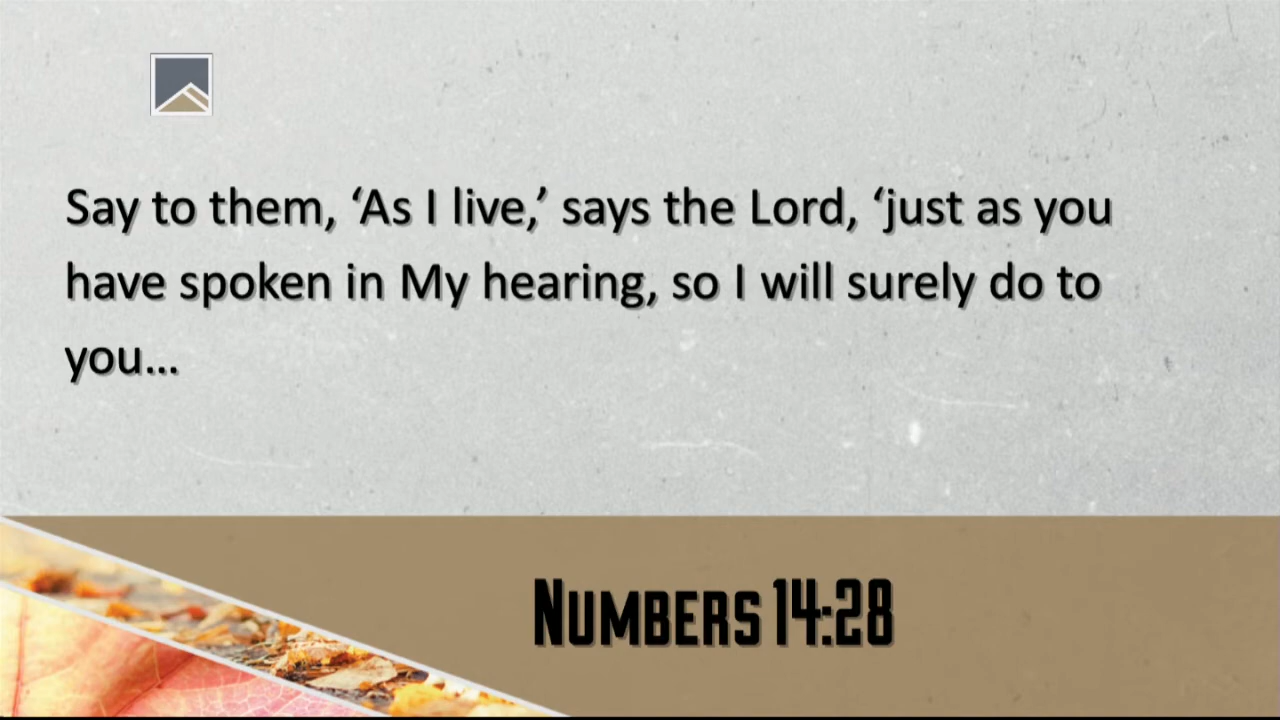 Say to them, ‘As I live,’ says the Lord, ‘just as you
have spoken in My hearing, so I will surely do to
you…
Numbers 14:28